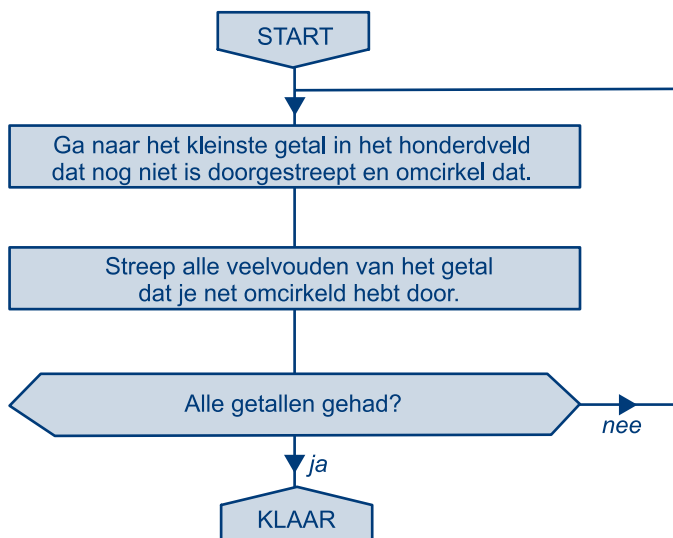 START
Ga naar het kleinste getal in het honderdveld
dat nog niet is doorgestreept en omcirkel dat.
Streep alle veelvouden van het getal
dat je net omcirkeld hebt door.
Alle getallen gehad?
nee
ja
KLAAR